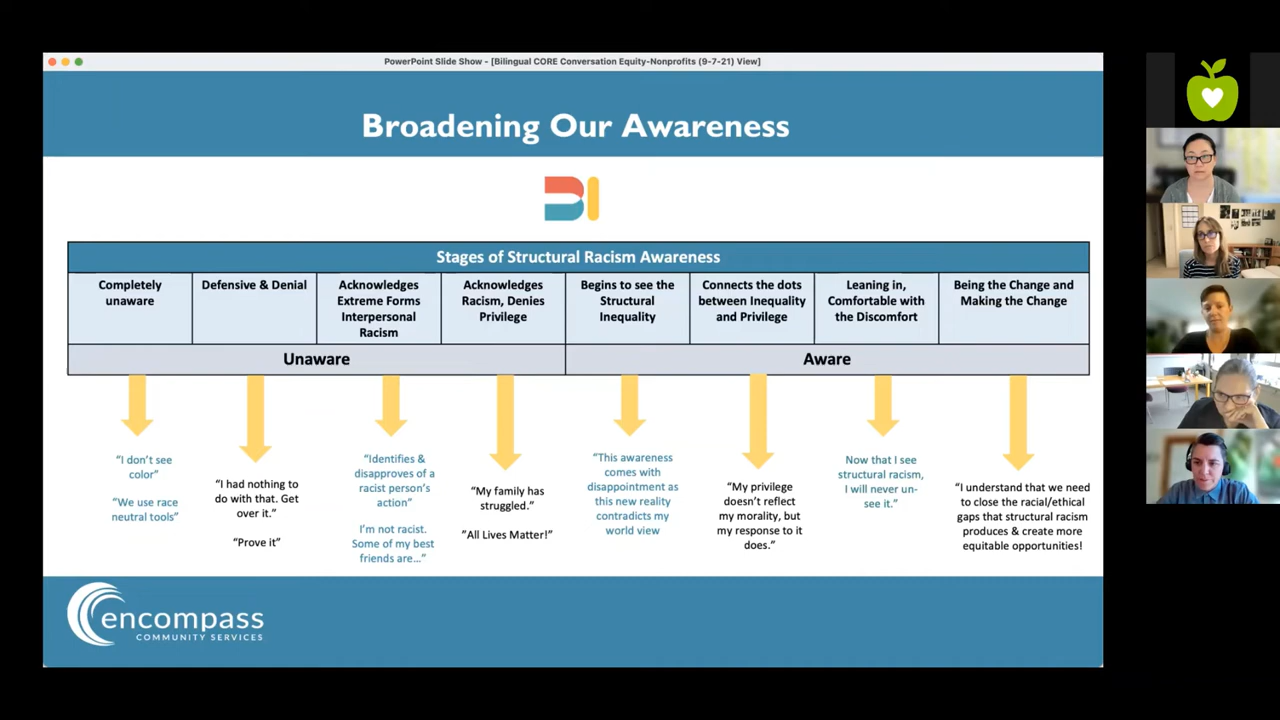 PowerPoint Slide Show - [Bilingual CORE Conversation Equity-Nonprofits (9-7-21) View]
Broadening Our Awareness
BI
Stages of Structural Racism Awareness
Completely
unaware
Defensive & Denial
Acknowledges
Extreme Forms
Interpersonal
Racism
Acknowledges
Racism, Denies
Privilege
Begins to see the
Structural
Inequality
Connects the dots
between Inequality
and Privilege
Leaning in,
Comfortable with
the Discomfort
Being the Change and
Making the Change
Unaware
Aware
“I don’t see
color”
“We use race
neutral tools”
“I had nothing to
do with that. Get
over it.”
“Prove it”
“Identifies &
disapproves of a
racist person’s
action”
I’m not racist.
Some of my best
friends are…”
“My family has
struggled.”
”All Lives Matter!”
“This awareness
comes with
disappointment as
this new reality
contradicts my
world view
“My privilege
doesn’t reflect
my morality, but
my response to it
does.”
Now that I see
structural racism,
I will never un-
see it.”
“I understand that we need
to close the racial/ethical
gaps that structural racism
produces & create more
equitable opportunities!
encompass
COMMUNITY SERVICES